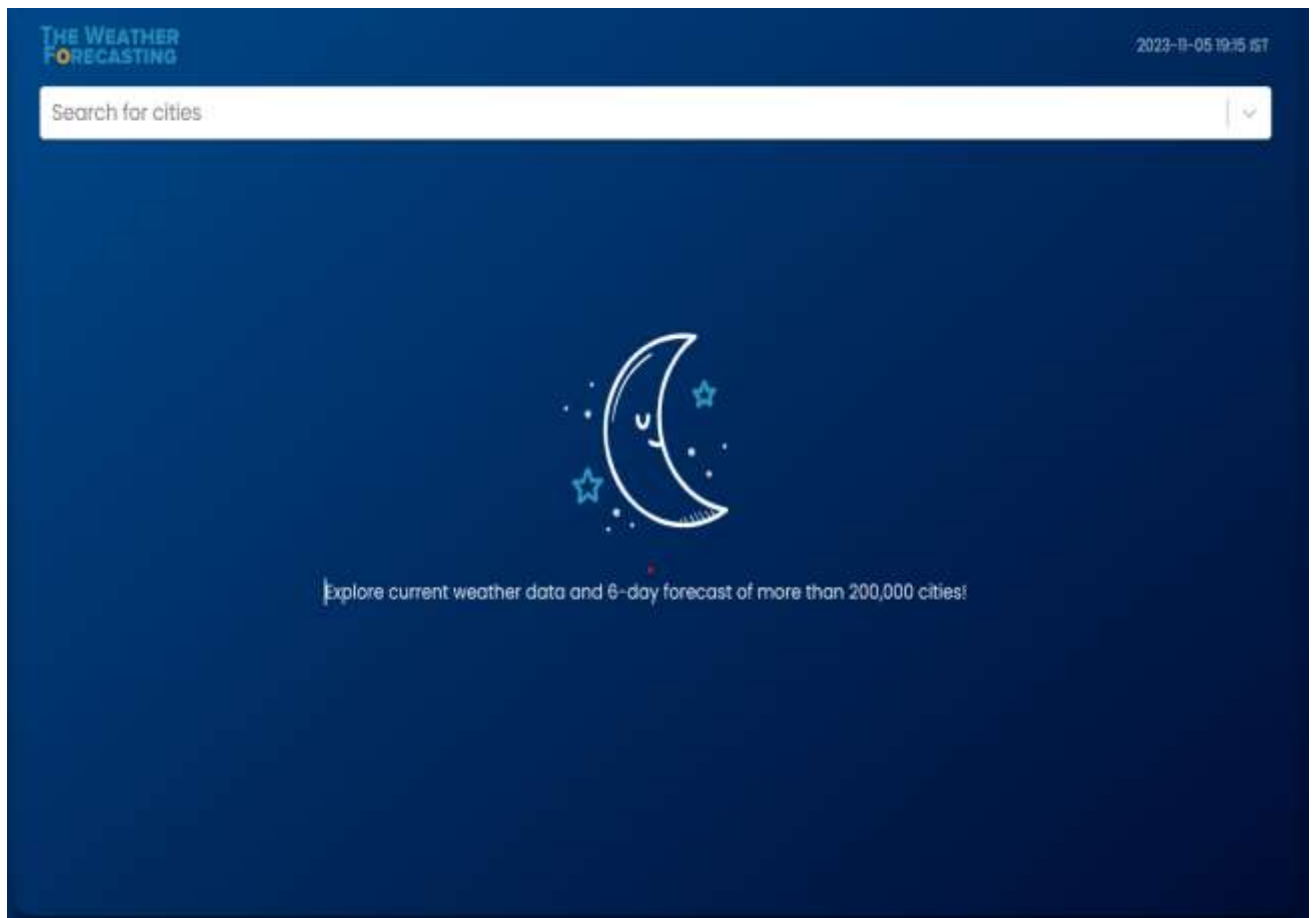 THE WEATHER
FORECASTING
2023-11-05 19:15 IST
Search for cities
Explore current weather data and 6-day forecast of more than 200,000 cities!